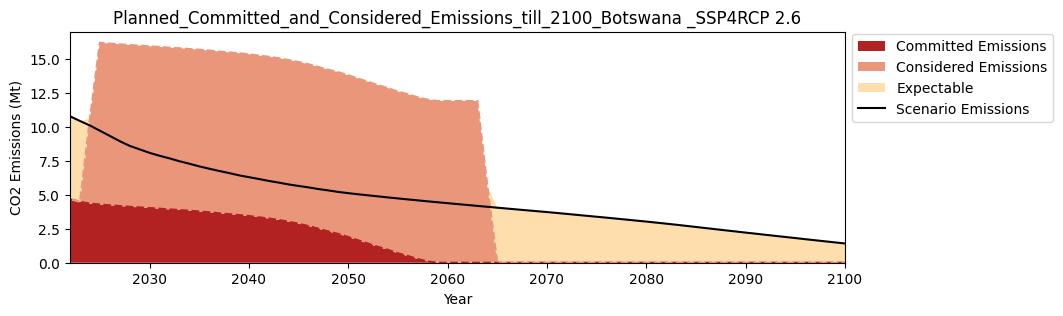 Planned_Committed_and_Considered_Emissions_till_2100_Botswana _SSP4RCP 2.6
CO2 Emissions (Mt)
15.0
12.5
10.0
7.5
5.0
2.5
0.0
2030
2040
2050
2060
2070
2080
2090
2100
Year
Committed Emissions
Considered Emissions
Expectable
Scenario Emissions